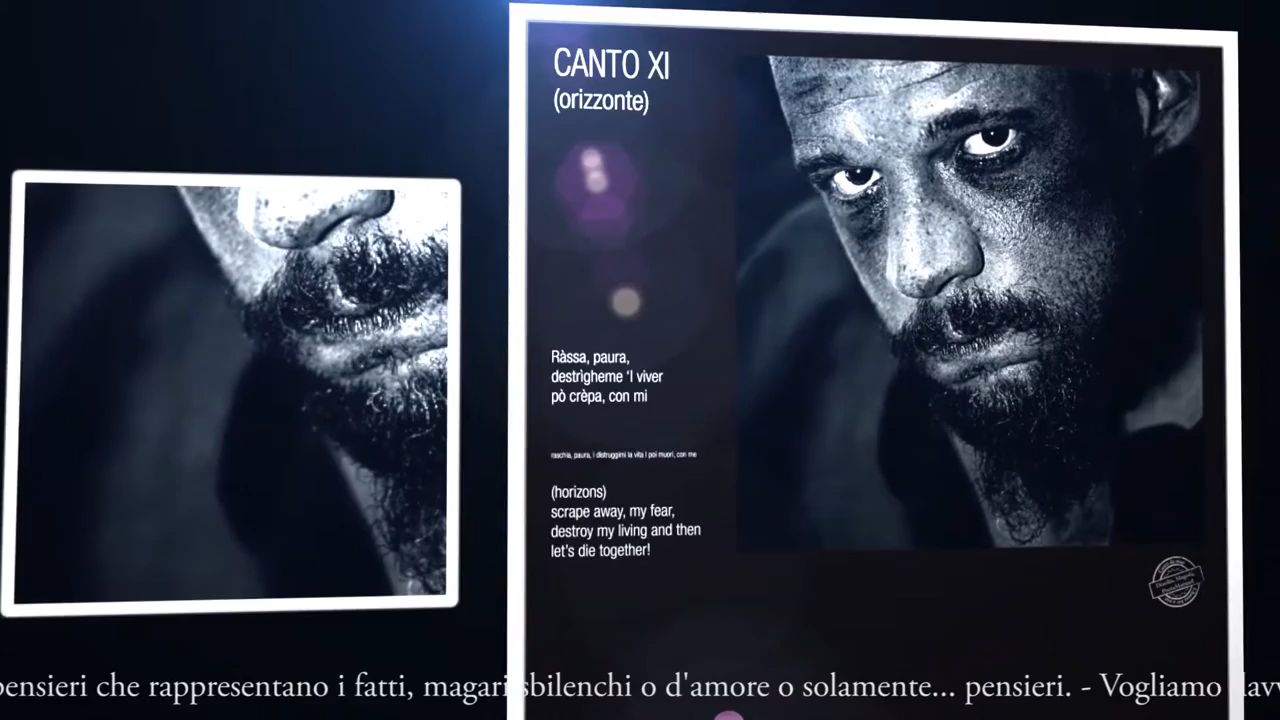 CANTO XI
(orizzonte)
Ràssa, paura,
destrìgheme 'l viver
pò crèpa, con mi
raschia, paura, i distruggimi la vita I poi muori, con me
(horizons)
scrape away, my fear,
destroy my living and then
let's die together!
pensieri che rappresentano i fatti, magari sbilenchi o d'amore o solamente... pensieri. - Vogliamo